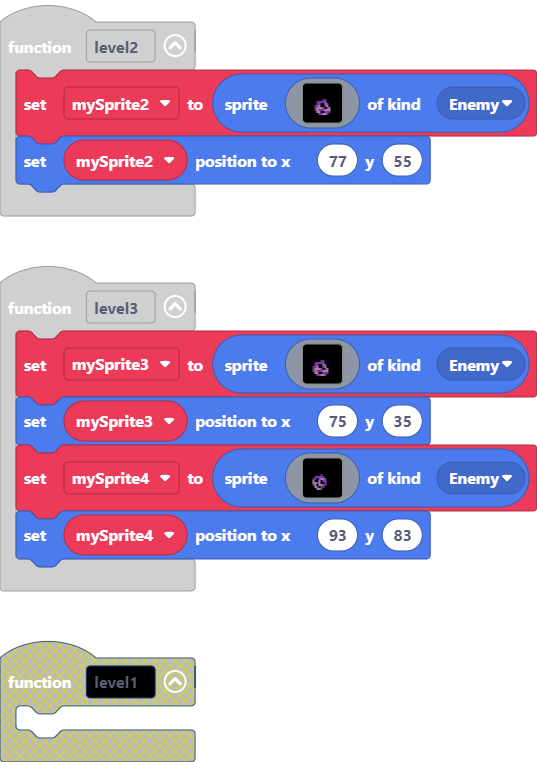 function level2
set mySprite2 to sprite of kind Enemy
set mySprite2 position to x 77 y 55
function level3
set mySprite3 to sprite of kind Enemy
set mySprite3 position to x 75 y 35
set mySprite4 to sprite of kind Enemy
set mySprite4 position to x 93 y 83
function level1